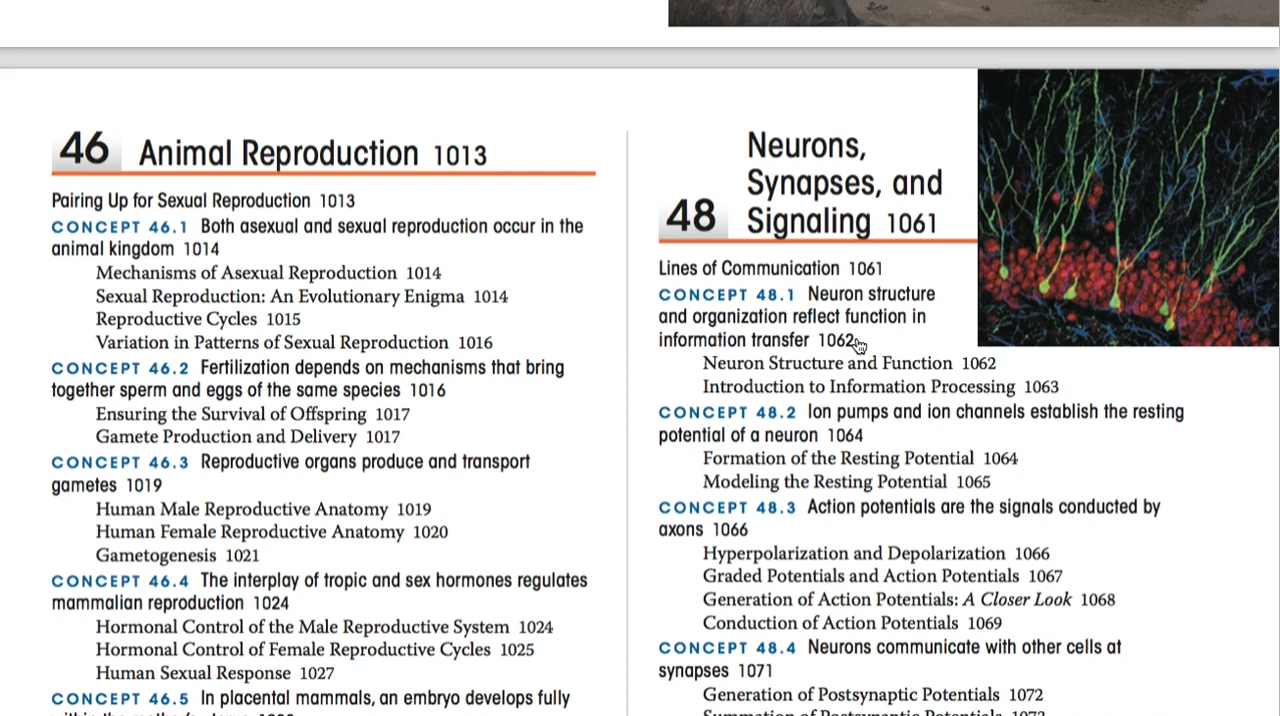 46 Animal Reproduction 1013
Pairing Up for Sexual Reproduction 1013
CONCEPT 46.1 Both asexual and sexual reproduction occur in the
animal kingdom 1014
Mechanisms of Asexual Reproduction 1014
Sexual Reproduction: An Evolutionary Enigma 1014
Reproductive Cycles 1015
Variation in Patterns of Sexual Reproduction 1016
CONCEPT 46.2 Fertilization depends on mechanisms that bring
together sperm and eggs of the same species 1016
Ensuring the Survival of Offspring 1017
Gamete Production and Delivery 1017
CONCEPT 46.3 Reproductive organs produce and transport
gametes 1019
Human Male Reproductive Anatomy 1019
Human Female Reproductive Anatomy 1020
Gametogenesis 1021
CONCEPT 46.4 The interplay of tropic and sex hormones regulates
mammalian reproduction 1024
Hormonal Control of the Male Reproductive System 1024
Hormonal Control of Female Reproductive Cycles 1025
Human Sexual Response 1027
CONCEPT 46.5 In placental mammals, an embryo develops fully
Neurons,
Synapses, and
48 Signaling 1061
Lines of Communication 1061
CONCEPT 48.1 Neuron structure
and organization reflect function in
information transfer 1062
Neuron Structure and Function 1062
Introduction to Information Processing 1063
CONCEPT 48.2 Ion pumps and ion channels establish the resting
potential of a neuron 1064
Formation of the Resting Potential 1064
Modeling the Resting Potential 1065
CONCEPT 48.3 Action potentials are the signals conducted by
axons 1066
Hyperpolarization and Depolarization 1066
Graded Potentials and Action Potentials 1067
Generation of Action Potentials: A Closer Look 1068
Conduction of Action Potentials 1069
CONCEPT 48.4 Neurons communicate with other cells at
synapses 1071
Generation of Postsynaptic Potentials 1072